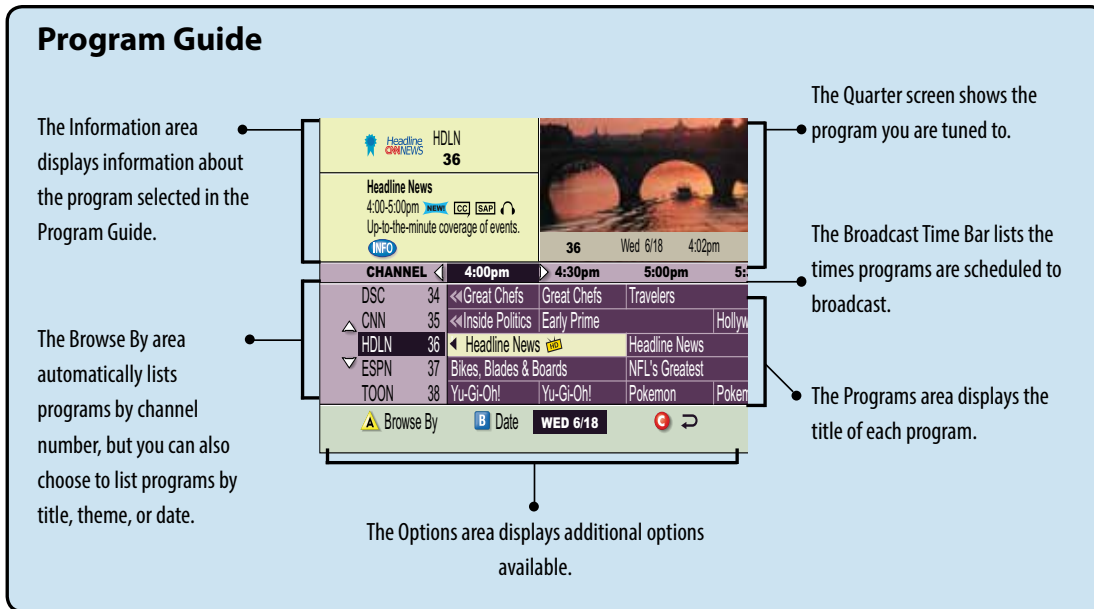 Program Guide
The Information area
displays information about
the program selected in the
Program Guide.
The Browse By area
automatically lists
programs by channel
number, but you can also
choose to list programs by
title, theme, or date.
Headline
CNN NEWS
HDLN
36
Headline News
4:00-5:00pm NEW! CC SAP
Up-to-the-minute coverage of events.
INFO
36 Wed 6/18 4:02pm
CHANNEL 4:00pm 4:30pm 5:00pm 5:
DSC 34 Great Chefs Great Chefs Travelers
CNN 35 Inside Politics Early Prime Hollyw
HDLN 36 Headline News HD Headline News
ESPN 37 Bikes, Blades & Boards NFL's Greatest
TOON 38 Yu-Gi-Oh! Yu-Gi-Oh! Pokemon Pokem
A Browse By B Date WED 6/18 C
The Options area displays additional options
available.
The Quarter screen shows the
program you are tuned to.
The Broadcast Time Bar lists the
times programs are scheduled to
broadcast.
The Programs area displays the
title of each program.